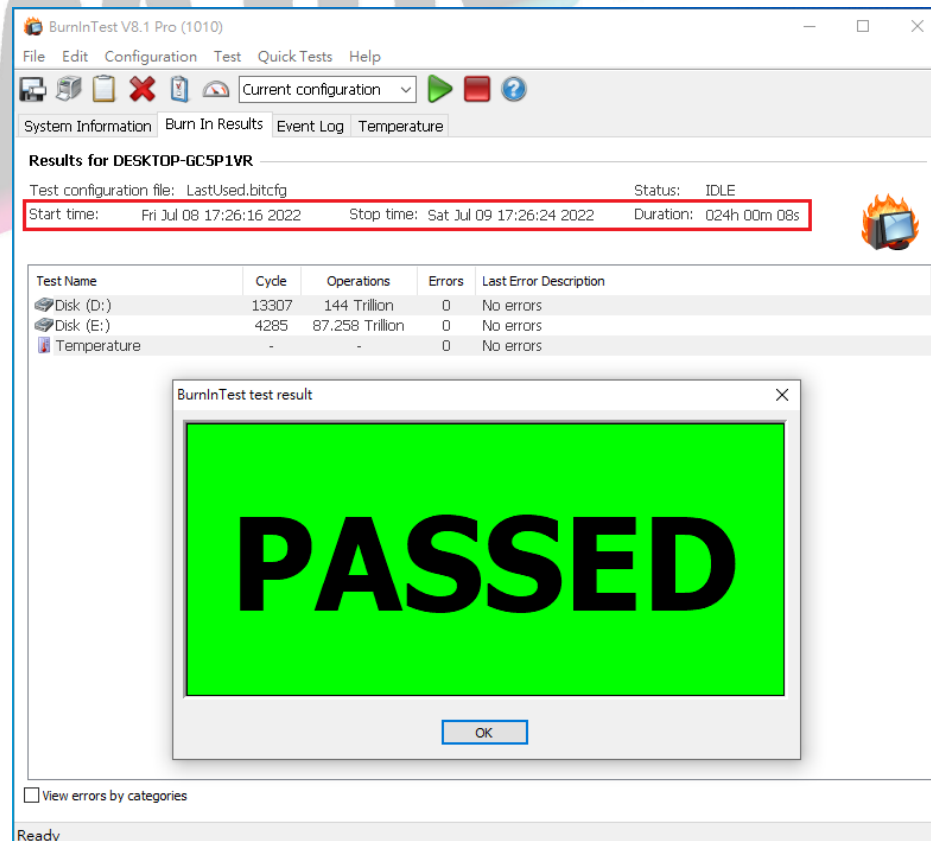 BurnInTest V8.1 Pro (1010)
File Edit Configuration Test Quick Tests Help
Current configuration
System Information Burn In Results Event Log Temperature
Results for DESKTOP-GC5P1VR
Test configuration file: LastUsed.bitcfg Status: IDLE
Start time: Fri Jul 08 17:26:16 2022 Stop time: Sat Jul 09 17:26:24 2022 Duration: 024h 00m 08s
Test Name Cycle Operations Errors Last Error Description
Disk (D:) 13307 144 Trillion 0 No errors
Disk (E:) 4285 87.258 Trillion 0 No errors
Temperature - - 0 No errors
BurnInTest test result
PASSED
OK
View errors by categories
Ready